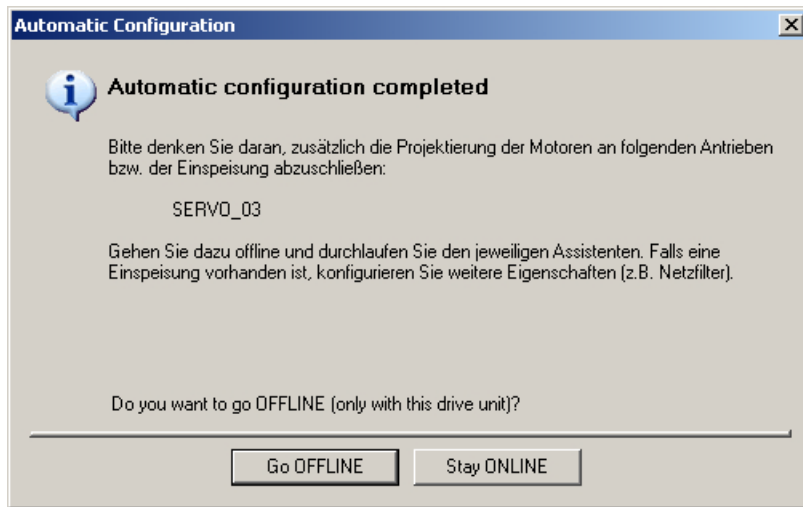 Automatic Configuration
Automatic configuration completed
Bitte denken Sie daran, zusätzlich die Projektierung der Motoren an folgenden Antrieben
bzw. der Einspeisung abzuschließen:
SERVO_03
Gehen Sie dazu offline und durchlaufen Sie den jeweiligen Assistenten. Falls eine
Einspeisung vorhanden ist, konfigurieren Sie weitere Eigenschaften (z.B. Netzfilter).
Do you want to go OFFLINE (only with this drive unit)?
Go OFFLINE
Stay ONLINE